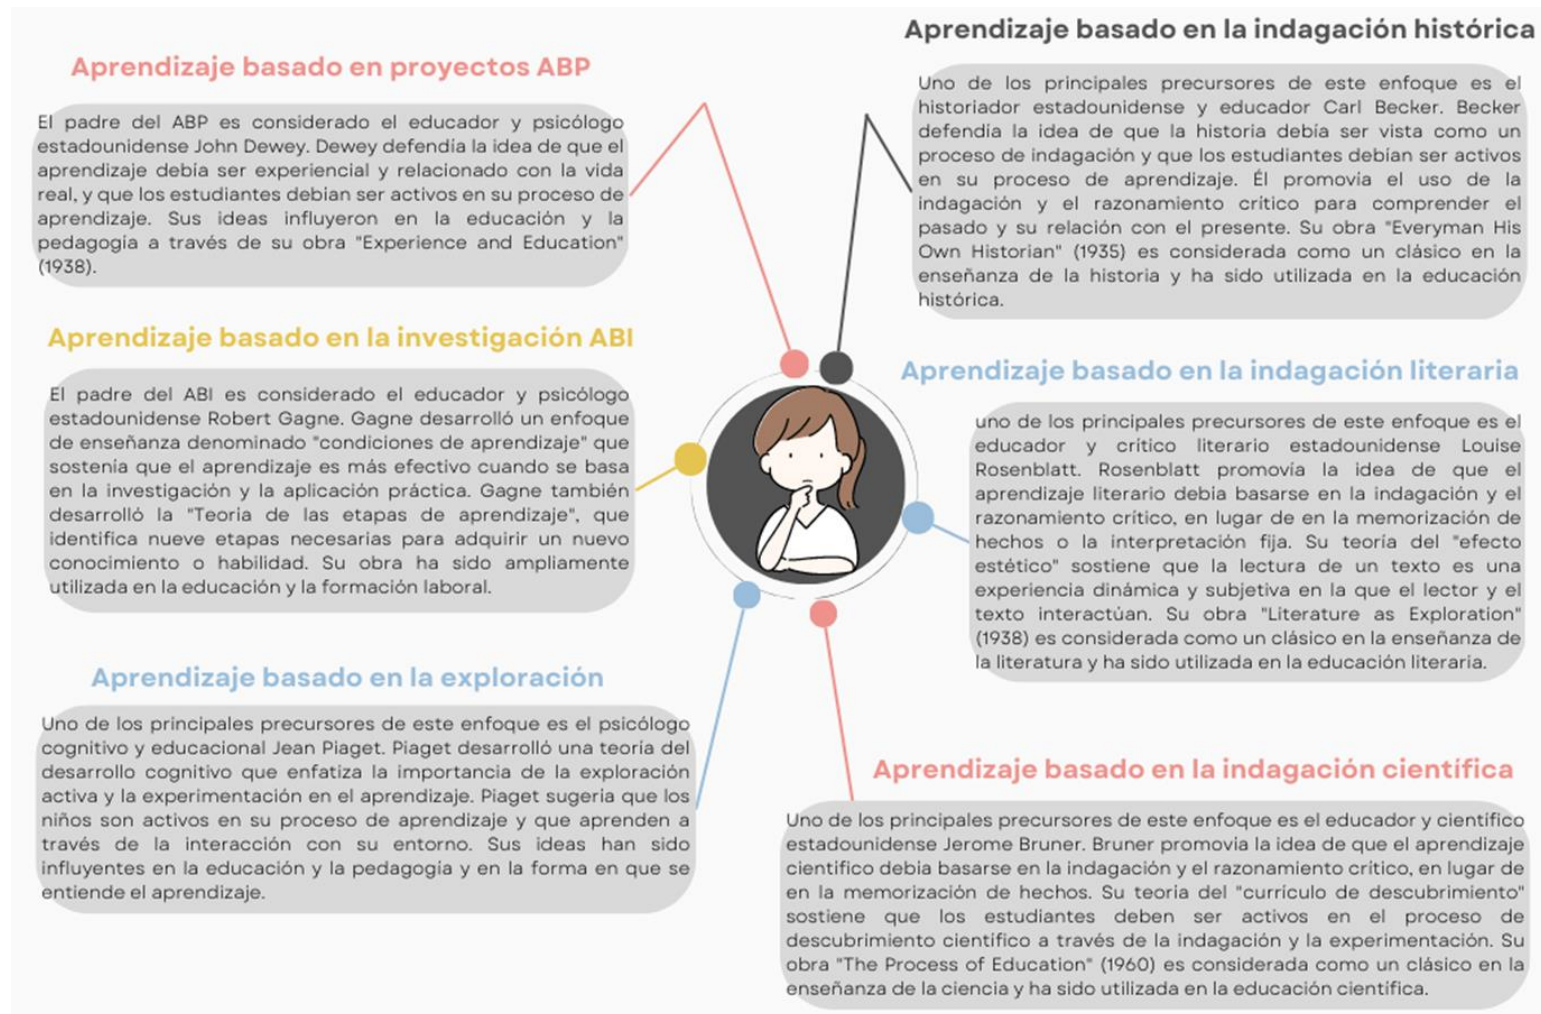 Aprendizaje basado en proyectos ABP
El padre del ABP es considerado el educador y psicólogo
estadounidense John Dewey. Dewey defendía la idea de que el
aprendizaje debía ser experiencial y relacionado con la vida
real, y que los estudiantes debían ser activos en su proceso de
aprendizaje. Sus ideas influyeron en la educación y la
pedagogía a través de su obra "Experience and Education"
(1938).
Aprendizaje basado en la investigación ABI
El padre del ABI es considerado el educador y psicólogo
estadounidense Robert Gagne. Gagne desarrolló un enfoque
de enseñanza denominado "condiciones de aprendizaje" que
sostenía que el aprendizaje es más efectivo cuando se basa
en la investigación y la aplicación práctica. Gagne también
desarrolló la "Teoría de las etapas de aprendizaje", que
identifica nueve etapas necesarias para adquirir un nuevo
conocimiento o habilidad. Su obra ha sido ampliamente
utilizada en la educación y la formación laboral.
Aprendizaje basado en la exploración
Uno de los principales precursores de este enfoque es el psicólogo
cognitivo y educacional Jean Piaget. Piaget desarrolló una teoría del
desarrollo cognitivo que enfatiza la importancia de la exploración
activa y la experimentación en el aprendizaje. Piaget sugería que los
niños son activos en su proceso de aprendizaje y que aprenden a
través de la interacción con su entorno. Sus ideas han sido
influyentes en la educación y la pedagogía y en la forma en que se
entiende el aprendizaje.
Aprendizaje basado en la indagación histórica
Uno de los principales precursores de este enfoque es el
historiador estadounidense y educador Carl Becker. Becker
defendía la idea de que la historia debía ser vista como un
proceso de indagación y que los estudiantes debían ser activos
en su proceso de aprendizaje. Él promovía el uso de la
indagación y el razonamiento crítico para comprender el
pasado y su relación con el presente. Su obra "Everyman His
Own Historian" (1935) es considerada como un clásico en la
enseñanza de la historia y ha sido utilizada en la educación
histórica.
Aprendizaje basado en la indagación literaria
uno de los principales precursores de este enfoque es el
educador y crítico literario estadounidense Louise
Rosenblatt. Rosenblatt promovía la idea de que el
aprendizaje literario debía basarse en la indagación y el
razonamiento crítico, en lugar de en la memorización de
hechos o la interpretación fija. Su teoría del "efecto
estético" sostiene que la lectura de un texto es una
experiencia dinámica y subjetiva en la que el lector y el
texto interactúan. Su obra "Literature as Exploration"
(1938) es considerada como un clásico en la enseñanza de
la literatura y ha sido utilizada en la educación literaria.
Aprendizaje basado en la indagación científica
Uno de los principales precursores de este enfoque es el educador y científico
estadounidense Jerome Bruner. Bruner promovía la idea de que el aprendizaje
científico debía basarse en la indagación y el razonamiento crítico, en lugar de
en la memorización de hechos. Su teoría del "currículo de descubrimiento"
sostiene que los estudiantes deben ser activos en el proceso de
descubrimiento científico a través de la indagación y la experimentación. Su
obra "The Process of Education" (1960) es considerada como un clásico en la
enseñanza de la ciencia y ha sido utilizada en la educación científica.